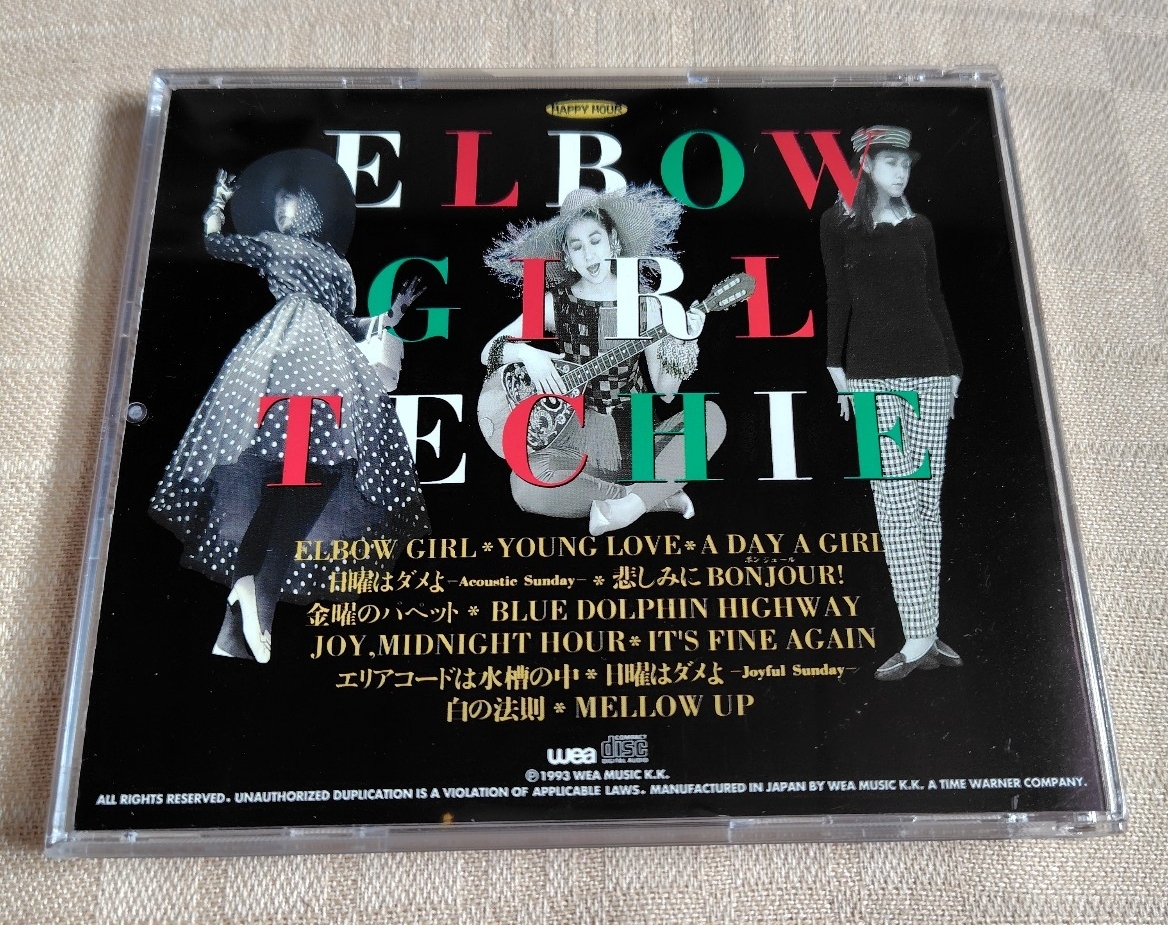 HAPPY HOUR
ELBOW
GIRL
TECHIE
ELBOW GIRL * YOUNG LOVE * A DAY A GIRL
ボンジュール
日曜はダメよ -Acoustic Sunday- * 悲しみに BONJOUR!
金曜のパペット * BLUE DOLPHIN HIGHWAY
JOY, MIDNIGHT HOUR * IT'S FINE AGAIN
エリアコードは水槽の中 * 日曜はダメよ -Joyful Sunday-
白の法則 * MELLOW UP
wea COMPACT disc DIGITAL AUDIO
Ⓟ1993 WEA MUSIC K.K.
ALL RIGHTS RESERVED. UNAUTHORIZED DUPLICATION IS A VIOLATION OF APPLICABLE LAWS. MANUFACTURED IN JAPAN BY WEA MUSIC K.K. A TIME WARNER COMPANY.